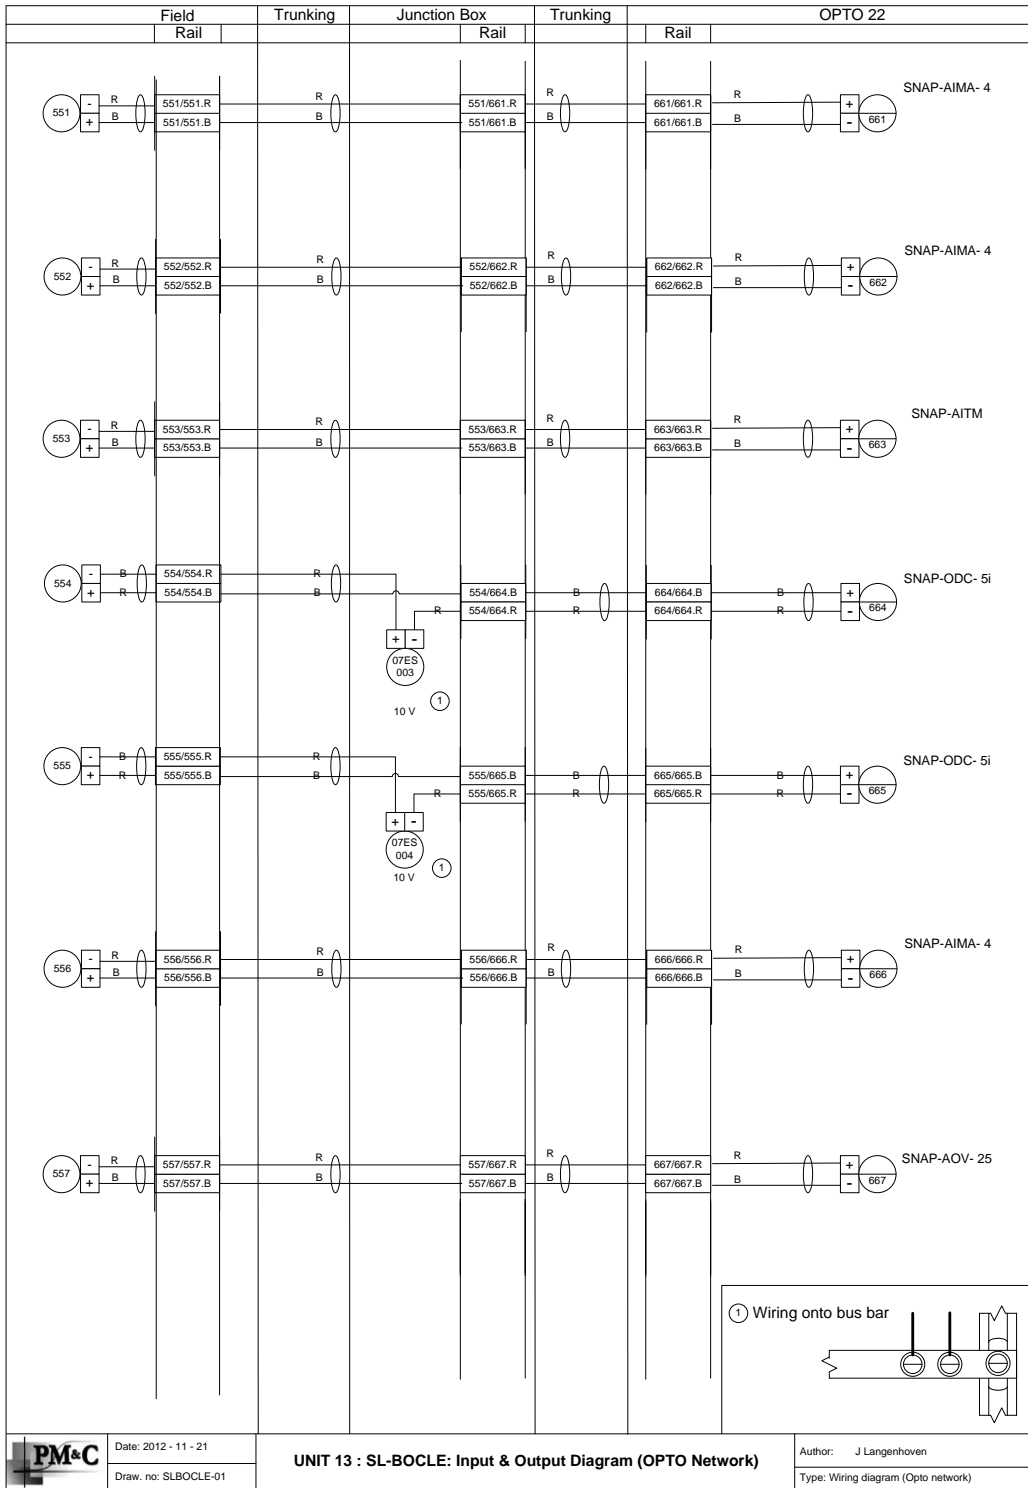 Field Trunking Junction Box Trunking OPTO 22
Rail Rail Rail
SNAP-AIMA- 4
551 - R 551/551.R R 551/661.R R 661/661.R R + 661
+ B 551/551.B B 551/661.B B 661/661.B B -
SNAP-AIMA- 4
552 - R 552/552.R R 552/662.R R 662/662.R R + 662
+ B 552/552.B B 552/662.B B 662/662.B B -
SNAP-AITM
553 - R 553/553.R R 553/663.R R 663/663.R R + 663
+ B 553/553.B B 553/663.B B 663/663.B B -
SNAP-ODC- 5i
554 - B 554/554.R R
+ R 554/554.B B 554/664.B B 664/664.B B + 664
R 554/664.R R 664/664.R R -
+ -
07ES
003
10 V 1
SNAP-ODC- 5i
555 - B 555/555.R R
+ R 555/555.B B 555/665.B B 665/665.B B + 665
R 555/665.R R 665/665.R R -
+ -
07ES
004
10 V 1
SNAP-AIMA- 4
556 - R 556/556.R R 556/666.R R 666/666.R R + 666
+ B 556/556.B B 556/666.B B 666/666.B B -
SNAP-AOV- 25
557 - R 557/557.R R 557/667.R R 667/667.R R + 667
+ B 557/557.B B 557/667.B B 667/667.B B -
1 Wiring onto bus bar
PM&C
Date: 2012 - 11 - 21
Draw. no: SLBOCLE-01
UNIT 13 : SL-BOCLE: Input & Output Diagram (OPTO Network)
Author: J Langenhoven
Type: Wiring diagram (Opto network)